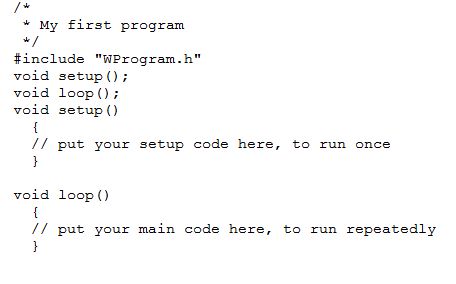 /*
 * My first program
 */
#include "WProgram.h"
void setup();
void loop();
void setup()
  {
  // put your setup code here, to run once
  }

void loop()
  {
  // put your main code here, to run repeatedly
  }